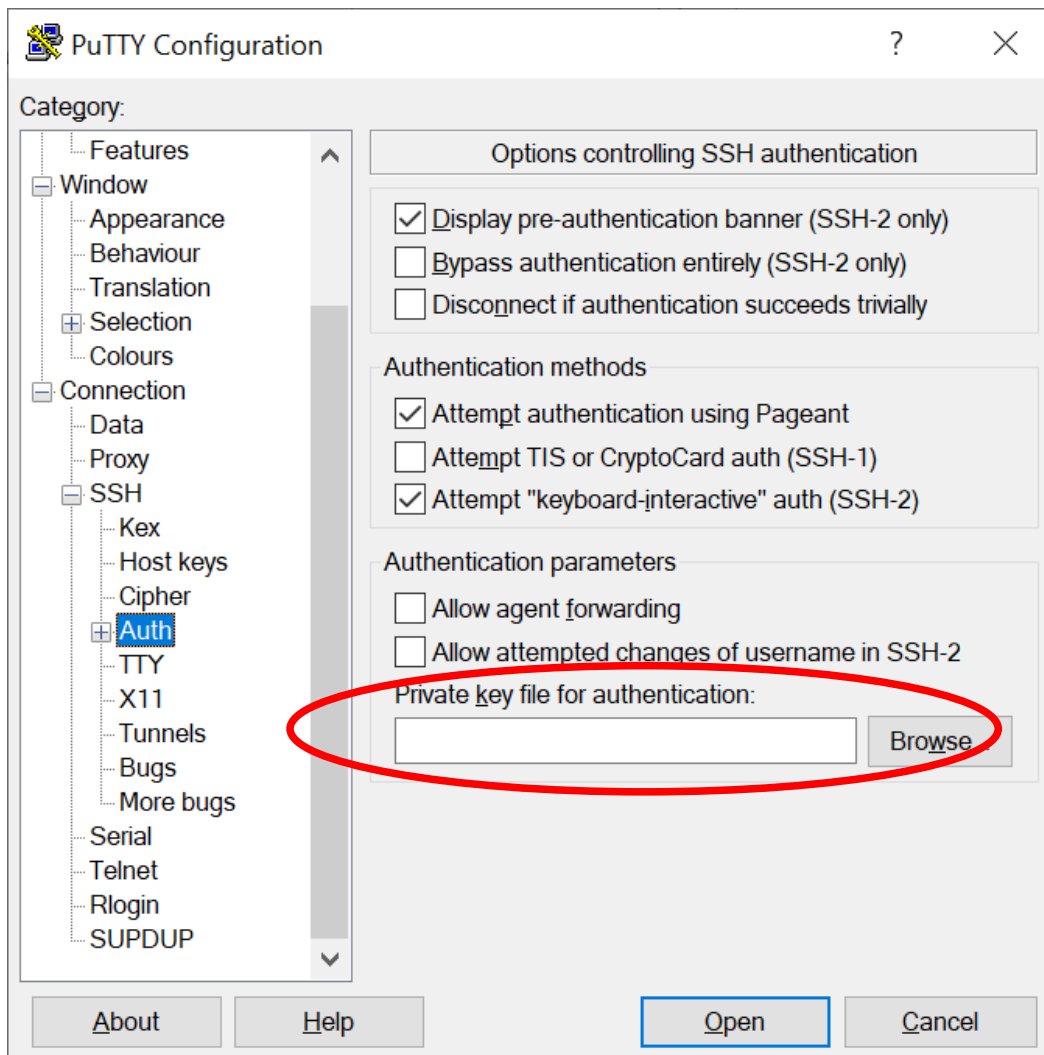 PuTTY Configuration
?
Category:
Features
Window
Appearance
Behaviour
Translation
Selection
Colours
Connection
Data
Proxy
SSH
Kex
Host keys
Cipher
Auth
TTY
X11
Tunnels
Bugs
More bugs
Serial
Telnet
Rlogin
SUPDUP
Options controlling SSH authentication
Display pre-authentication banner (SSH-2 only)
Bypass authentication entirely (SSH-2 only)
Disconnect if authentication succeeds trivially
Authentication methods
Attempt authentication using Pageant
Attempt TIS or CryptoCard auth (SSH-1)
Attempt "keyboard-interactive" auth (SSH-2)
Authentication parameters
Allow agent forwarding
Allow attempted changes of username in SSH-2
Private key file for authentication:
Browse...
About
Help
Open
Cancel